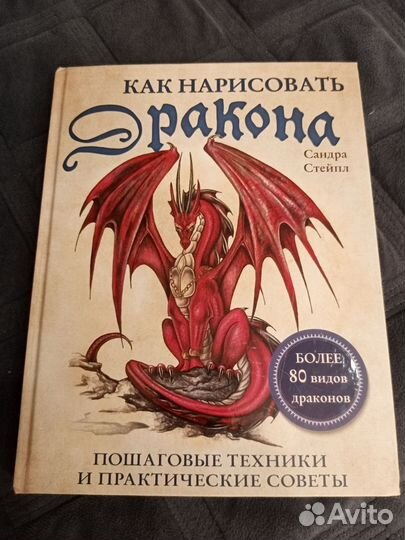 КАК НАРИСОВАТЬ
ДРАКОНА
Сандра
Стейпл
БОЛЕЕ
80 видов
драконов
ПОШАГОВЫЕ ТЕХНИКИ
И ПРАКТИЧЕСКИЕ СОВЕТЫ
Avito